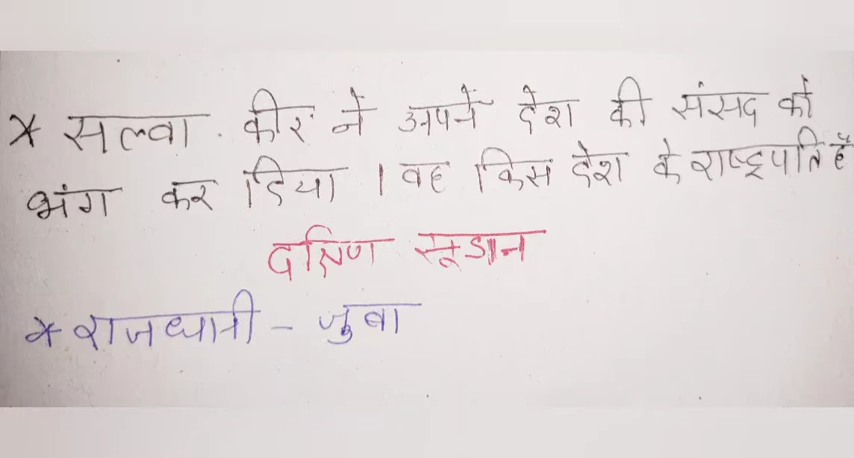 * सल्वा कीर ने अपने देश की संसद को
भंग कर दिया । वह किस देश के राष्ट्रपति हैं
दक्षिण सूडान
* राजधानी - जुबा